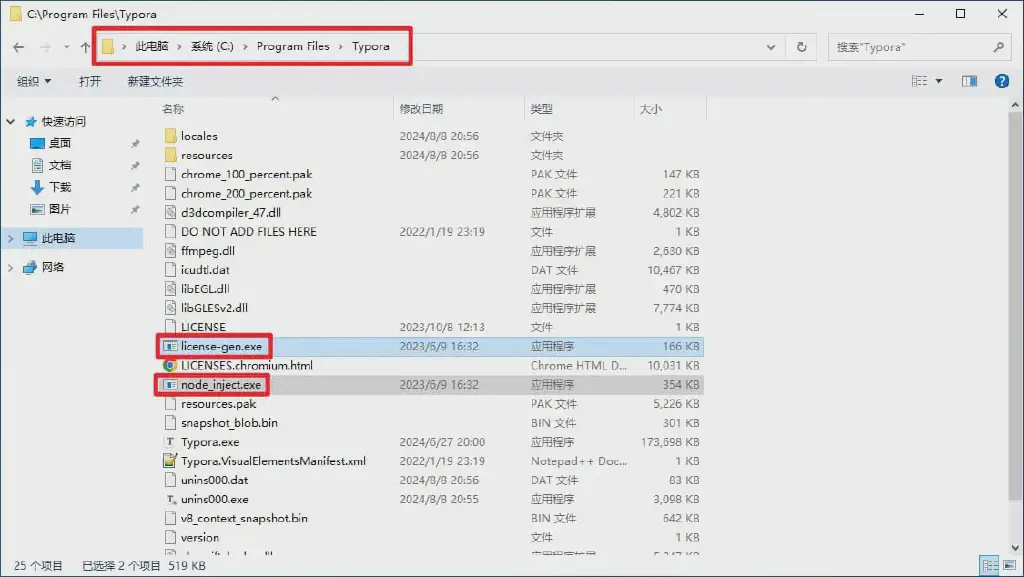 C:\Program Files\Typora
此电脑 › 系统 (C:) › Program Files › Typora
搜索"Typora"
组织 打开 新建文件夹
名称 修改日期 类型 大小
快速访问
桌面
文档
下载
图片
此电脑
网络
locales 2024/8/8 20:56 文件夹
resources 2024/8/8 20:56 文件夹
chrome_100_percent.pak PAK 文件 147 KB
chrome_200_percent.pak PAK 文件 221 KB
d3dcompiler_47.dll 应用程序扩展 4,802 KB
DO NOT ADD FILES HERE 2022/1/19 23:19 文件 1 KB
ffmpeg.dll 应用程序扩展 2,630 KB
icudtl.dat DAT 文件 10,467 KB
libEGL.dll 应用程序扩展 470 KB
libGLESv2.dll 应用程序扩展 7,774 KB
LICENSE 2023/10/8 12:13 文件 1 KB
license-gen.exe 2023/6/9 16:32 应用程序 166 KB
LICENSES.chromium.html Chrome HTML D... 10,031 KB
node_inject.exe 2023/6/9 16:32 应用程序 354 KB
resources.pak PAK 文件 5,226 KB
snapshot_blob.bin BIN 文件 301 KB
Typora.exe 2024/6/27 20:00 应用程序 173,698 KB
Typora.VisualElementsManifest.xml 2022/1/19 23:19 Notepad++ Doc... 1 KB
unins000.dat 2024/8/8 20:56 DAT 文件 83 KB
unins000.exe 2024/8/8 20:55 应用程序 3,098 KB
v8_context_snapshot.bin BIN 文件 642 KB
version 文件 1 KB
25 个项目 已选择 2 个项目 519 KB